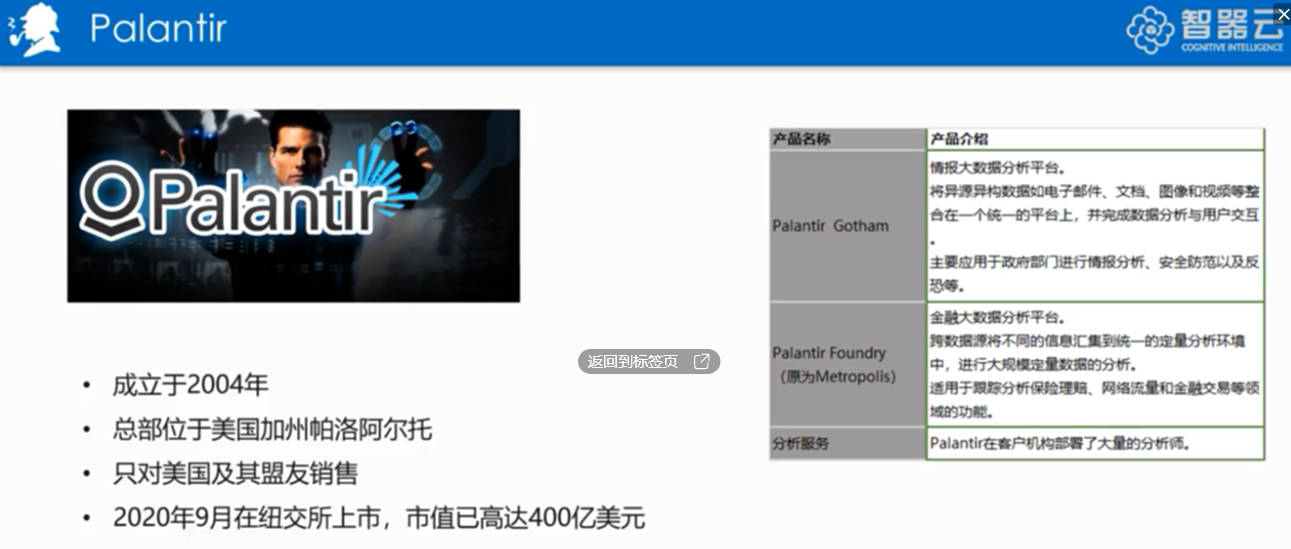 Palantir
智器云
COGNITIVE INTELLIGENCE
Palantir
成立于2004年
总部位于美国加州帕洛阿尔托
只对美国及其盟友销售
2020年9月在纽交所上市，市值已高达400亿美元
返回到标签页
产品名称 产品介绍
Palantir Gotham
情报大数据分析平台。
将异源异构数据如电子邮件、文档、图像和视频等整
合在一个统一的平台上，并完成数据分析与用户交互
。
主要应用于政府部门进行情报分析、安全防范以及反
恐等。
Palantir Foundry
（原为Metropolis）
金融大数据分析平台。
跨数据源将不同的信息汇集到统一的定量分析环境
中，进行大规模定量数据的分析。
适用于跟踪分析保险理赔、网络流量和金融交易等领
域的功能。
分析服务 Palantir在客户机构部署了大量的分析师。